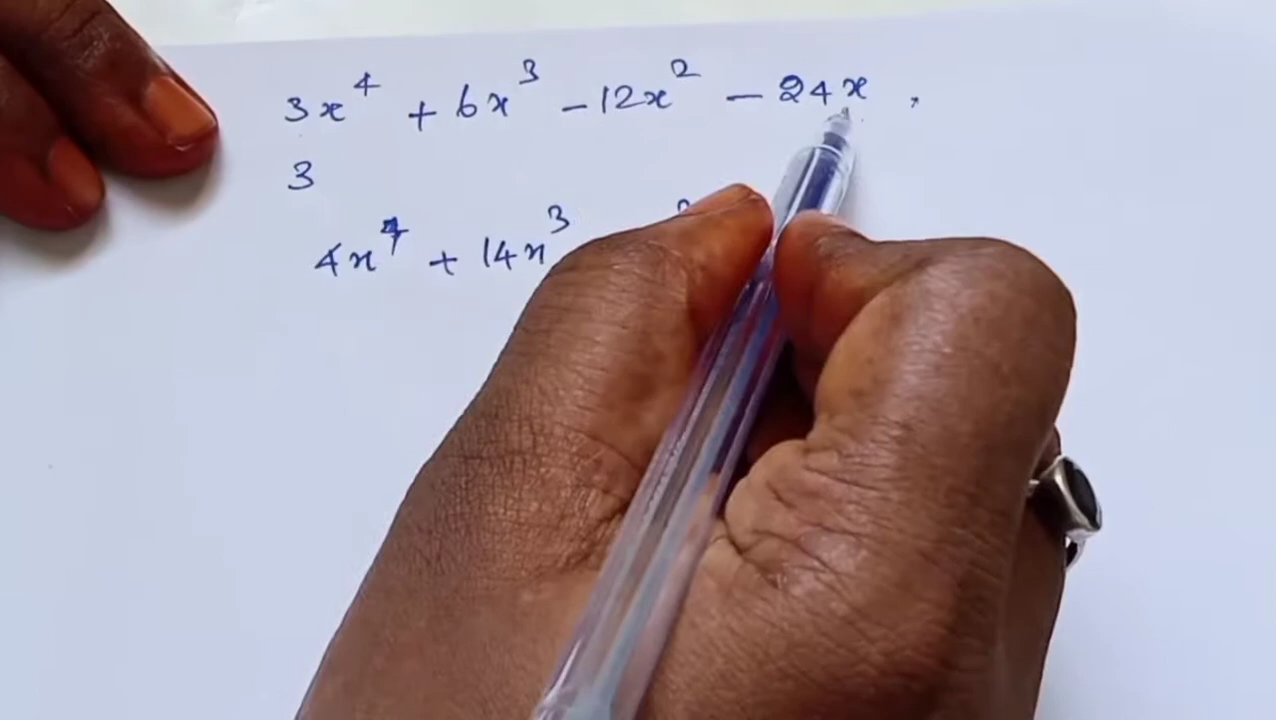 3x⁴ + 6x³ - 12x² - 24x ,
3
4x⁴ + 14x³